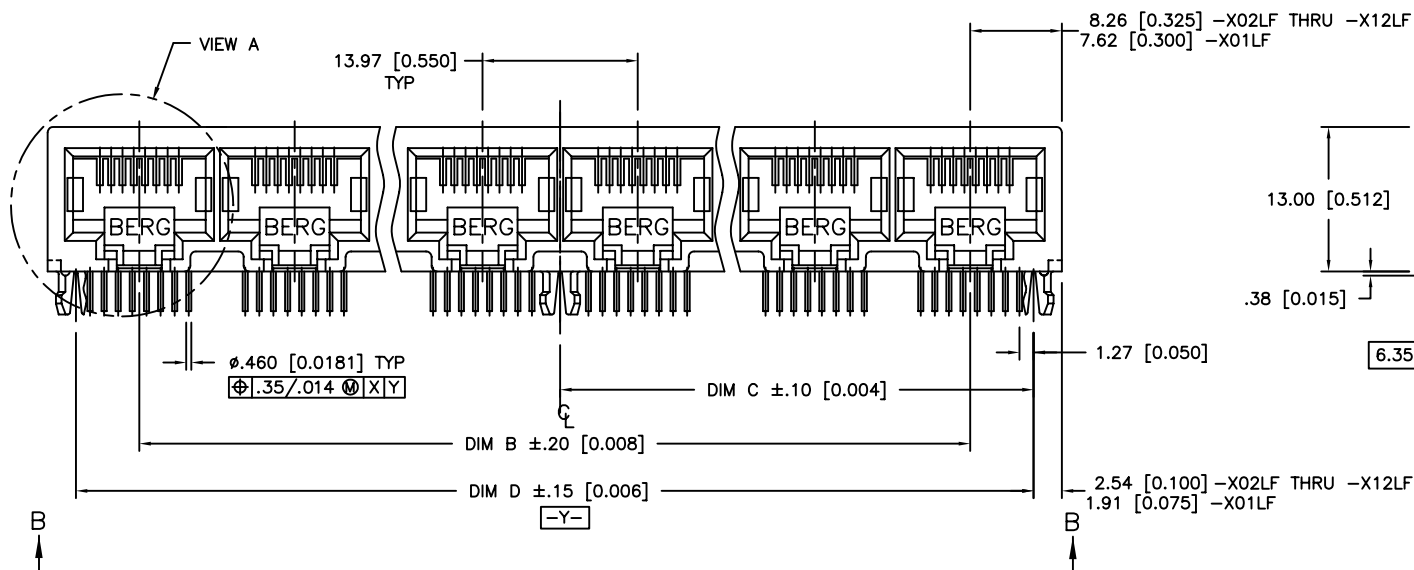 8.26 [0.325] -X02LF THRU -X12LF
7.62 [0.300] -X01LF
VIEW A
13.97 [0.550]
TYP
13.00 [0.512]
BERG BERG BERG BERG BERG BERG
.38 [0.015]
1.27 [0.050]
6.35
ø.460 [0.0181] TYP
⌖ .35/.014 Ⓜ X Y
DIM C ±.10 [0.004]
CL
DIM B ±.20 [0.008]
DIM D ±.15 [0.006]
2.54 [0.100] -X02LF THRU -X12LF
1.91 [0.075] -X01LF
-Y-
B B